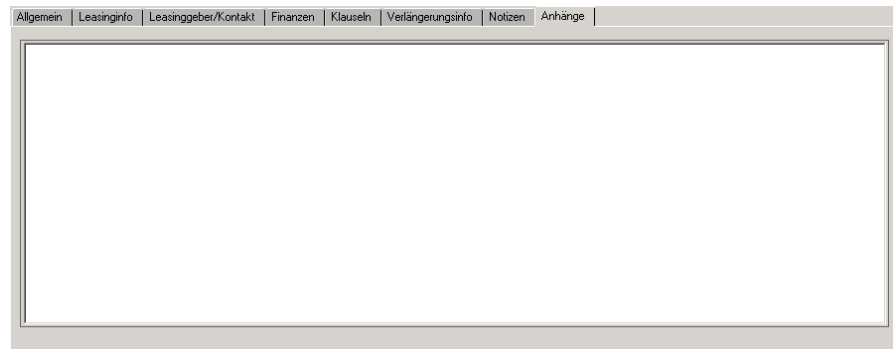 Allgemein Leasinginfo Leasinggeber/Kontakt Finanzen Klauseln Verlängerungsinfo Notizen Anhänge